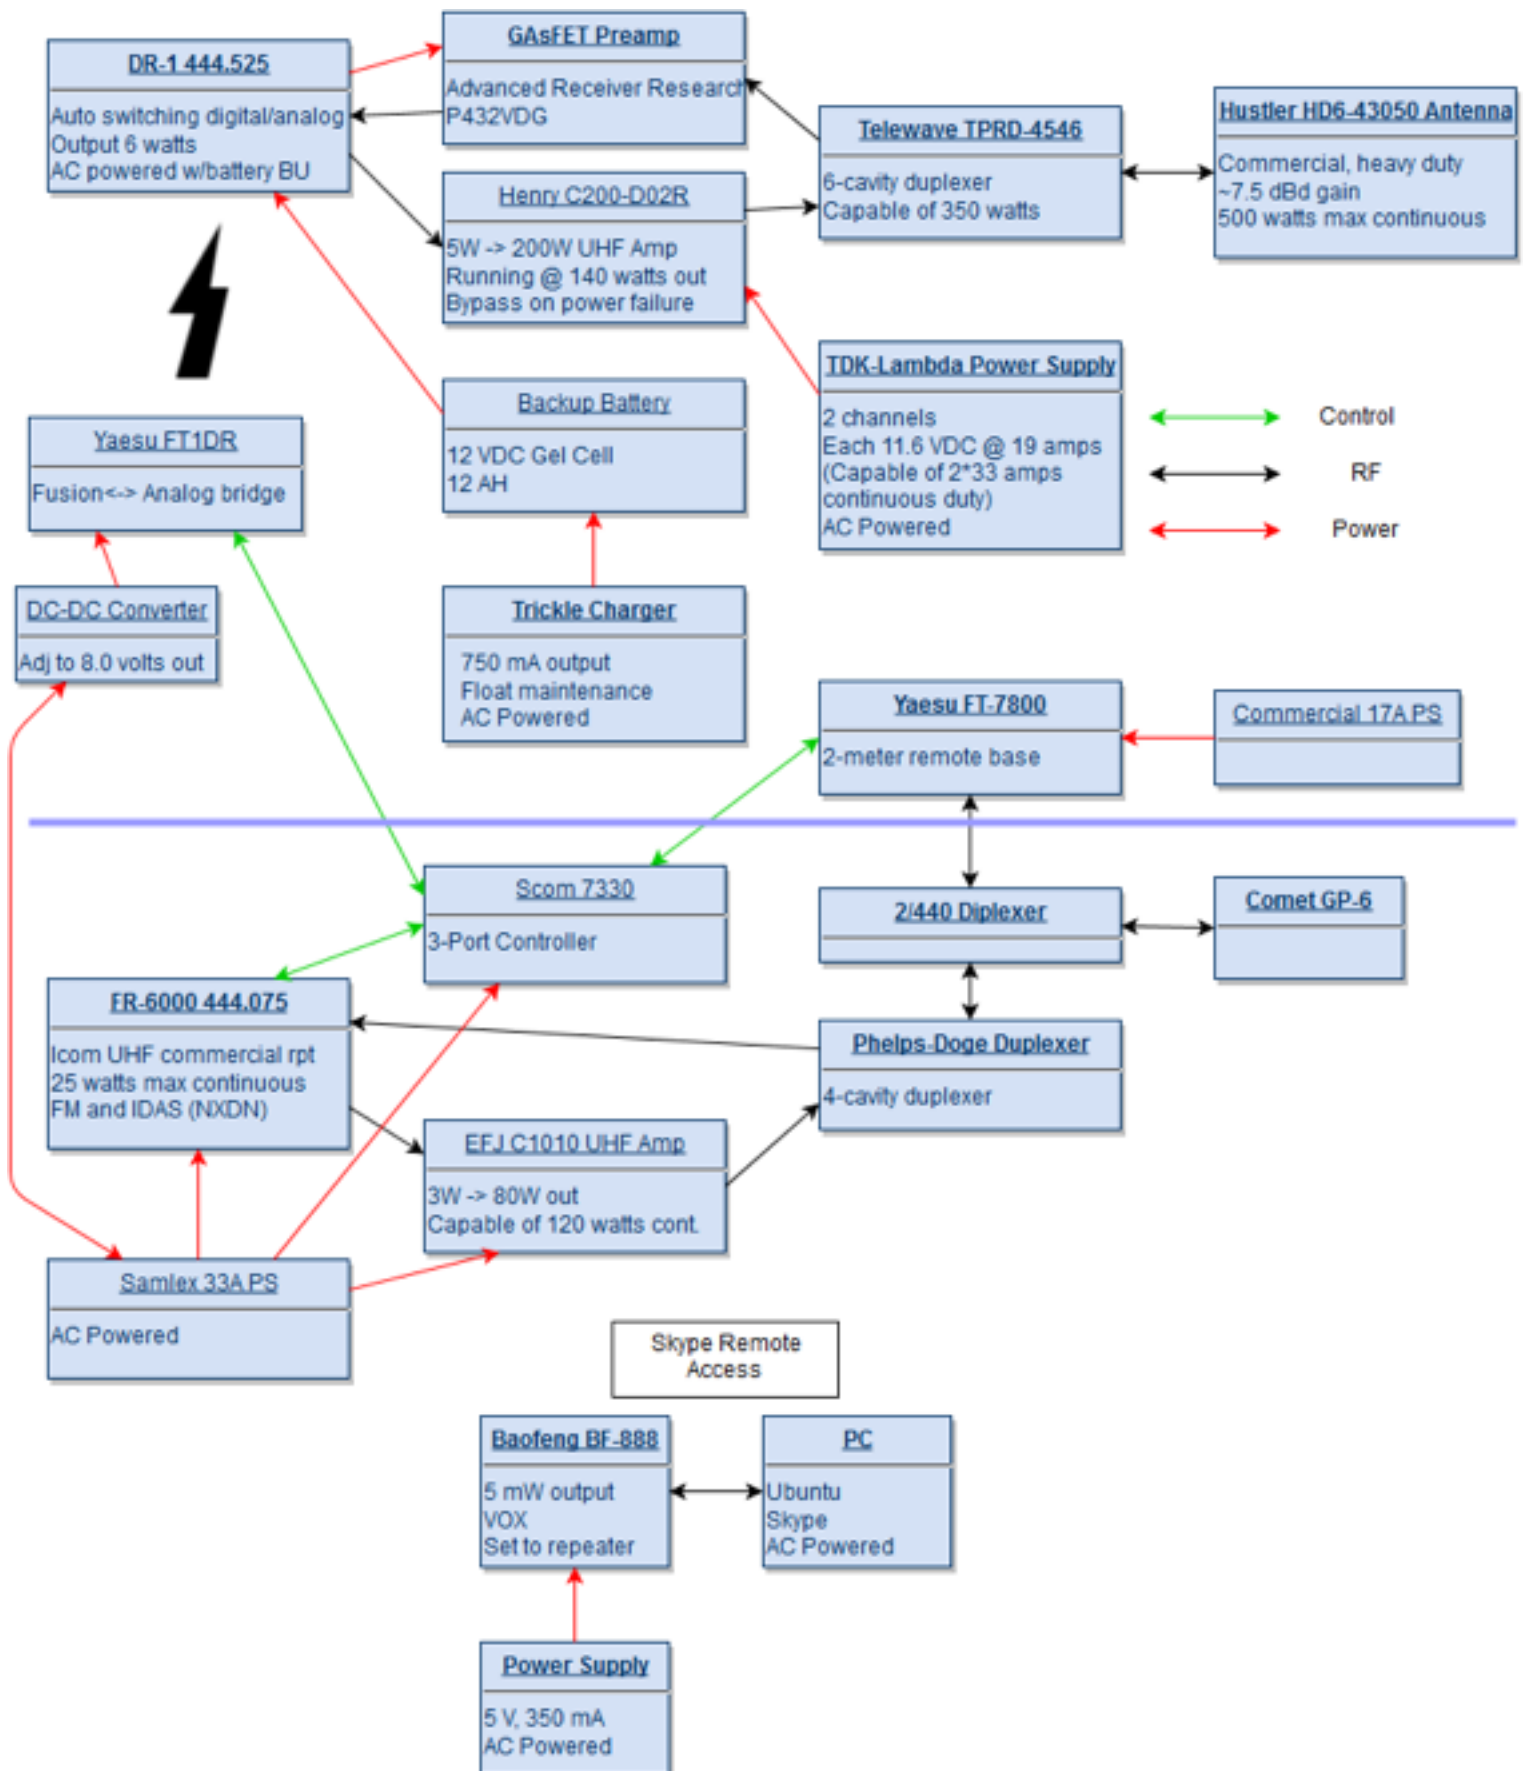 GAsFET Preamp
Advanced Receiver Research
P432VDG
DR-1 444.525
Auto switching digital/analog
Output 6 watts
AC powered w/battery BU
Telewave TPRD-4546
6-cavity duplexer
Capable of 350 watts
Hustler HD6-43050 Antenna
Commercial, heavy duty
~7.5 dBd gain
500 watts max continuous
Henry C200-D02R
5W -> 200W UHF Amp
Running @ 140 watts out
Bypass on power failure
TDK-Lambda Power Supply
2 channels
Each 11.6 VDC @ 19 amps
(Capable of 2*33 amps
continuous duty)
AC Powered
Control
RF
Power
Backup Battery
12 VDC Gel Cell
12 AH
Yaesu FT1DR
Fusion<-> Analog bridge
DC-DC Converter
Adj to 8.0 volts out
Trickle Charger
750 mA output
Float maintenance
AC Powered
Yaesu FT-7800
2-meter remote base
Commercial 17A PS
Scom 7330
3-Port Controller
2/440 Diplexer
Comet GP-6
FR-6000 444.075
Icom UHF commercial rpt
25 watts max continuous
FM and IDAS (NXDN)
Phelps-Doge Duplexer
4-cavity duplexer
EFJ C1010 UHF Amp
3W -> 80W out
Capable of 120 watts cont.
Samlex 33A PS
AC Powered
Skype Remote
Access
Baofeng BF-888
5 mW output
VOX
Set to repeater
PC
Ubuntu
Skype
AC Powered
Power Supply
5 V, 350 mA
AC Powered